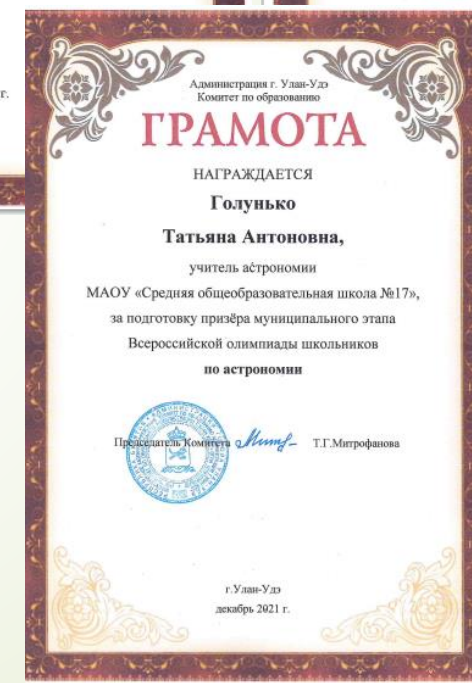 г.
Администрация г. Улан-Удэ
Комитет по образованию
ГРАМОТА
НАГРАЖДАЕТСЯ
Голунько
Татьяна Антоновна,
учитель астрономии
МАОУ «Средняя общеобразовательная школа №17»,
за подготовку призёра муниципального этапа
Всероссийской олимпиады школьников
по астрономии
Председатель Комитета Т.Г.Митрофанова
г.Улан-Удэ
декабрь 2021 г.